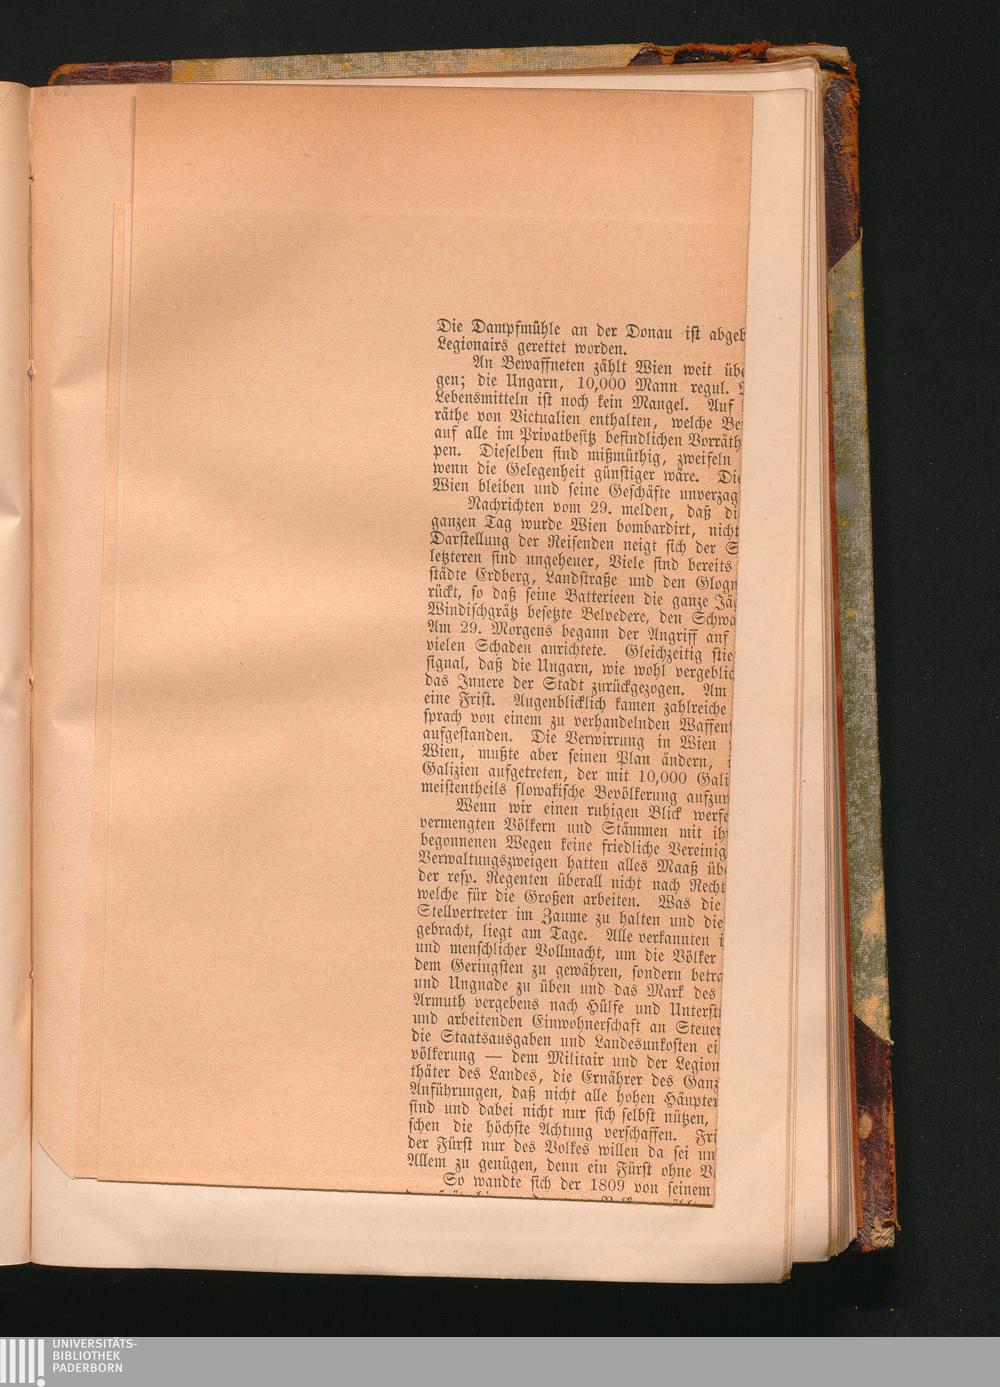 Die Dampfmühle an der Donau ist abgeb
Legionairs gerettet worden.
An Bewaffneten zählt Wien weit übe
gen; die Ungarn, 10,000 Mann regul.
Lebensmitteln ist noch kein Mangel. Auf
räthe von Victualien enthalten, welche Be
auf alle im Privatbesitz befindlichen Vorräth
pen. Dieselben sind mißmüthig, zweifeln
wenn die Gelegenheit günstiger wäre. Die
Wien bleiben und seine Geschäfte unverzag
Nachrichten vom 29. melden, daß di
ganzen Tag wurde Wien bombardirt, nicht
Darstellung der Reisenden neigt sich der S
letzteren sind ungeheuer, Viele sind bereits
städte Erdberg, Landstraße und den Glogn
rückt, so daß seine Batterieen die ganze Jäg
Windischgrätz besetzte Belvedere, den Schwa
Am 29. Morgens begann der Angriff auf
vielen Schaden anrichtete. Gleichzeitig stie
signal, daß die Ungarn, wie wohl vergeblic
das Innere der Stadt zurückgezogen. Am
eine Frist. Augenblicklich kamen zahlreiche
sprach von einem zu verhandelnden Waffen
aufgestanden. Die Verwirrung in Wien
Wien, mußte aber seinen Plan ändern,
Galizien aufgetreten, der mit 10,000 Gali
meistentheils slowakische Bevölkerung aufzuw
Wenn wir einen ruhigen Blick werfe
vermengten Völkern und Stämmen mit ih
begonnenen Wegen keine friedliche Vereinig
Verwaltungszweigen hatten alles Maaß üb
der resp. Regenten überall nicht nach Recht
welche für die Großen arbeiten. Was die
Stellvertreter im Zaume zu halten und die
gebracht, liegt am Tage. Alle verkannten i
und menschlicher Vollmacht, um die Völker
dem Geringsten zu gewähren, sondern betra
und Ungnade zu üben und das Mark des
Armuth vergebens nach Hülfe und Unterst
und arbeitenden Einwohnerschaft an Steuer
die Staatsausgaben und Landesunkosten ei
völkerung — dem Militair und der Legion
thäter des Landes, die Ernährer des Ganz
Anführungen, daß nicht alle hohen Häupter
sind und dabei nicht nur sich selbst nützen,
schen die höchste Achtung verschaffen. Fri
der Fürst nur des Volkes willen da sei un
Allem zu genügen, denn ein Fürst ohne V
So wandte sich der 1809 von seinem
UNIVERSITÄTS-
BIBLIOTHEK
PADERBORN